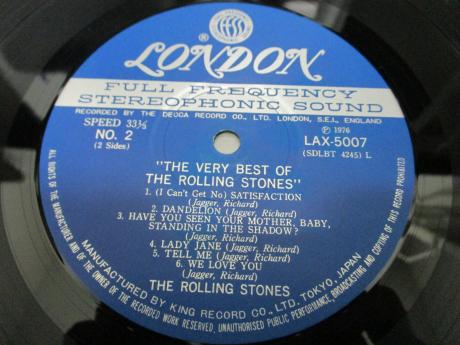 ®
LONDON
FULL FREQUENCY
STEREOPHONIC SOUND
RECORDED BY THE DECCA RECORD CO., LTD. LONDON, S.E.I., ENGLAND
SPEED 33⅓
NO. 2
(2 Sides)
Ⓟ 1976
LAX-5007
(SDLBT 4245) L
"THE VERY BEST OF
THE ROLLING STONES"
1. (I Can't Get No) SATISFACTION
(Jagger, Richard)
2. DANDELION (Jagger, Richard)
3. HAVE YOU SEEN YOUR MOTHER, BABY,
STANDING IN THE SHADOW?
(Jagger, Richard)
4. LADY JANE (Jagger, Richard)
5. TELL ME (Jagger, Richard)
6. WE LOVE YOU
(Jagger, Richard)
THE ROLLING STONES
MANUFACTURED BY KING RECORD CO., LTD. TOKYO, JAPAN
ALL RIGHTS OF THE MANUFACTURER AND OF THE OWNER OF THE RECORDED WORK RESERVED, UNAUTHORISED PUBLIC PERFORMANCE, BROADCASTING AND COPYING OF THIS RECORD PROHIBITED